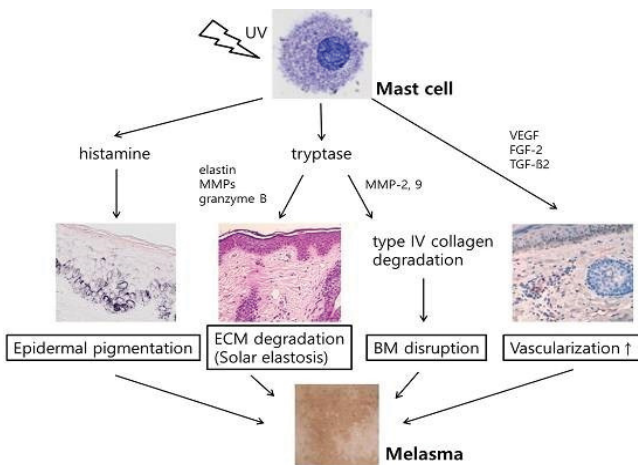 UV
Mast cell
histamine
tryptase
VEGF
FGF-2
TGF-ß2
elastin
MMPs
granzyme B
MMP-2, 9
type IV collagen
degradation
Epidermal pigmentation
ECM degradation
(Solar elastosis)
BM disruption
Vascularization ↑
Melasma